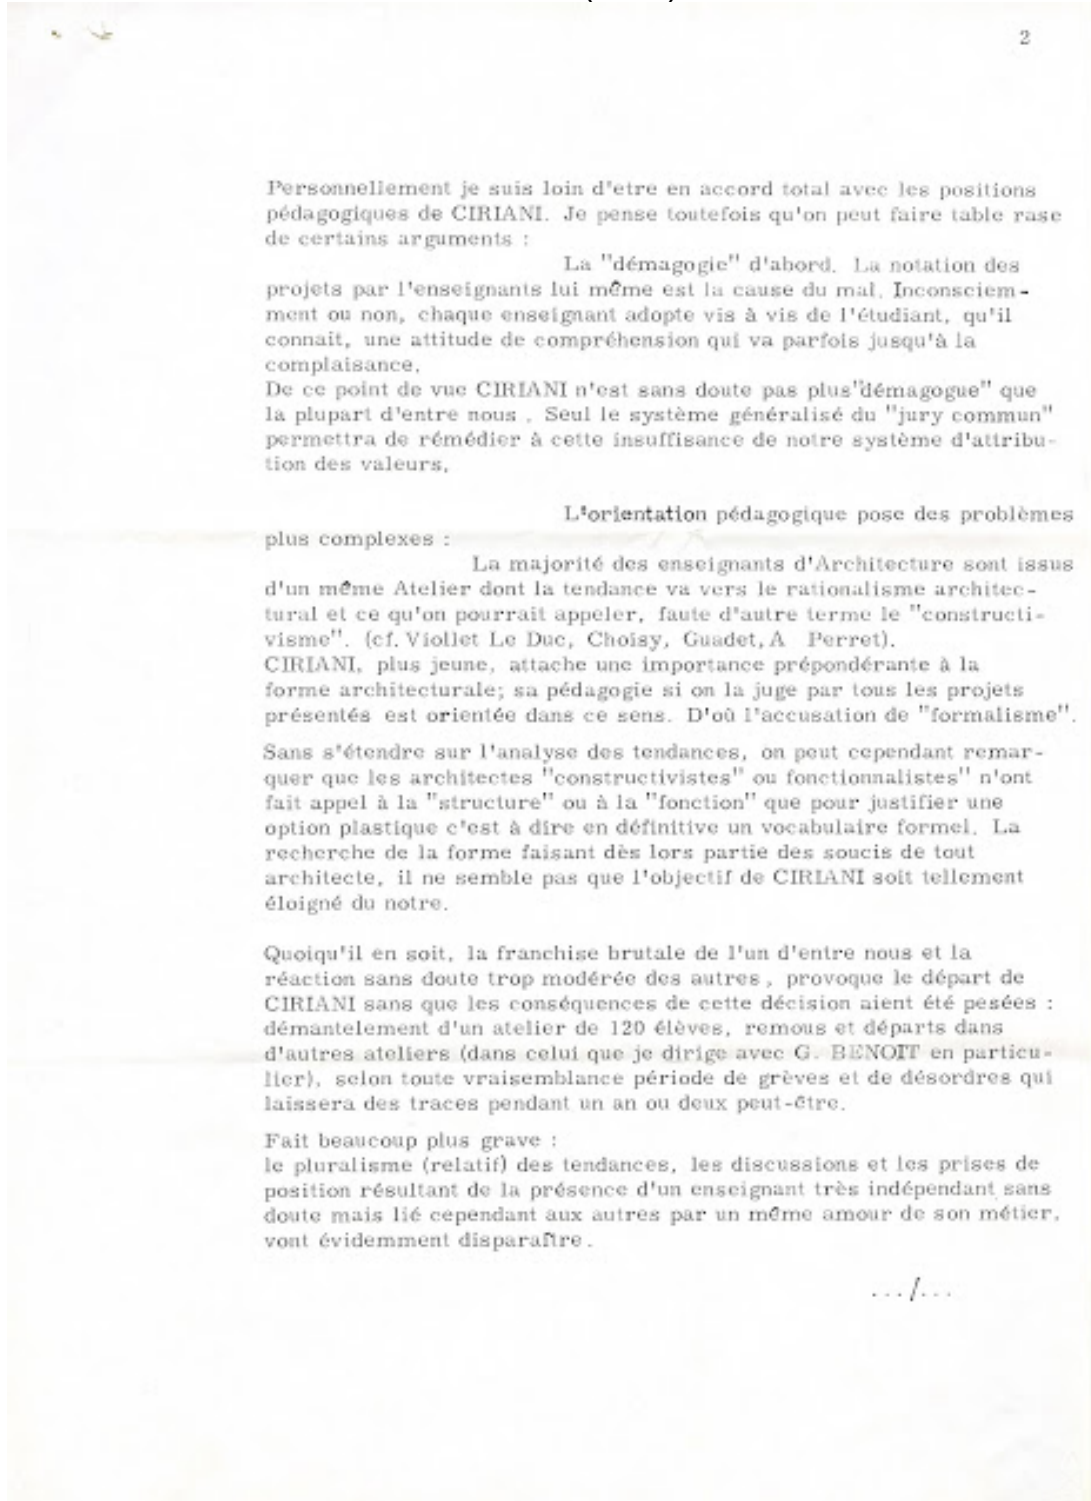 2
Personnellement je suis loin d'etre en accord total avec les positions
pédagogiques de CIRIANI. Je pense toutefois qu'on peut faire table rase
de certains arguments :
La "démagogie" d'abord. La notation des
projets par l'enseignants lui même est la cause du mal. Inconsciem-
ment ou non, chaque enseignant adopte vis à vis de l'étudiant, qu'il
connait, une attitude de compréhension qui va parfois jusqu'à la
complaisance.
De ce point de vue CIRIANI n'est sans doute pas plus"démagogue" que
la plupart d'entre nous . Seul le système généralisé du "jury commun"
permettra de rémédier à cette insuffisance de notre système d'attribu-
tion des valeurs.
L'orientation pédagogique pose des problèmes
plus complexes :
La majorité des enseignants d'Architecture sont issus
d'un même Atelier dont la tendance va vers le rationalisme architec-
tural et ce qu'on pourrait appeler, faute d'autre terme le "constructi-
visme". (cf. Viollet Le Duc, Choisy, Guadet, A Perret).
CIRIANI, plus jeune, attache une importance prépondérante à la
forme architecturale; sa pédagogie si on la juge par tous les projets
présentés est orientée dans ce sens. D'où l'accusation de "formalisme".
Sans s'étendre sur l'analyse des tendances, on peut cependant remar-
quer que les architectes "constructivistes" ou fonctionnalistes" n'ont
fait appel à la "structure" ou à la "fonction" que pour justifier une
option plastique c'est à dire en définitive un vocabulaire formel. La
recherche de la forme faisant dès lors partie des soucis de tout
architecte, il ne semble pas que l'objectif de CIRIANI soit tellement
éloigné du notre.
Quoiqu'il en soit, la franchise brutale de l'un d'entre nous et la
réaction sans doute trop modérée des autres , provoque le départ de
CIRIANI sans que les conséquences de cette décision aient été pesées :
démantelement d'un atelier de 120 élèves, remous et départs dans
d'autres ateliers (dans celui que je dirige avec G. BENOIT en particu-
lier), selon toute vraisemblance période de grèves et de désordres qui
laissera des traces pendant un an ou deux peut-être.
Fait beaucoup plus grave :
le pluralisme (relatif) des tendances, les discussions et les prises de
position résultant de la présence d'un enseignant très indépendant sans
doute mais lié cependant aux autres par un même amour de son métier,
vont évidemment disparaître .
.../...